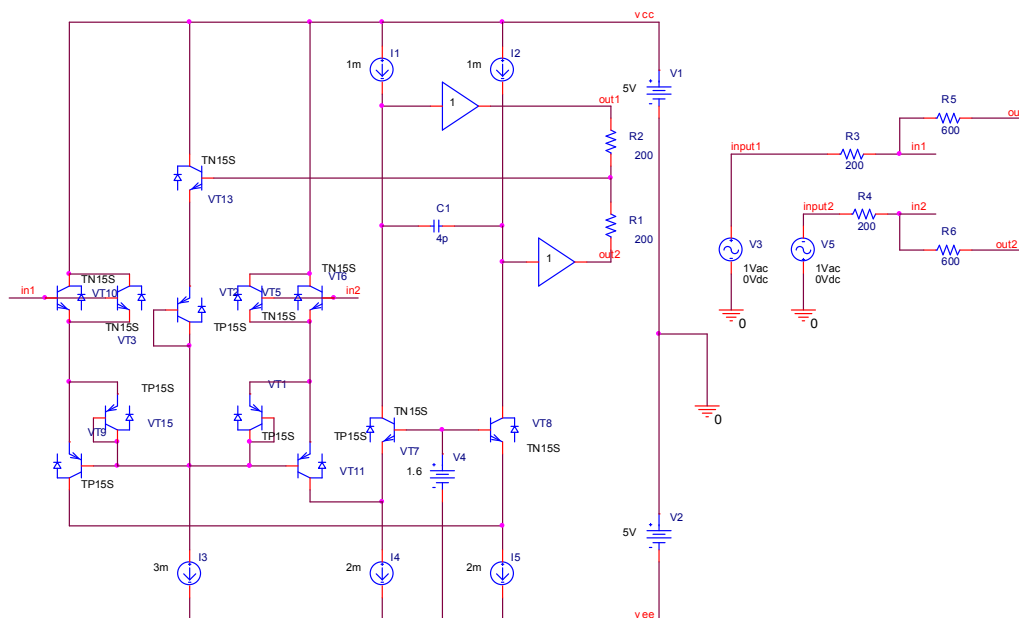 vcc
I1
1m
I2
1m
V1
5V
1
out1
R5
ou
600
R2
200
input1
R3
200
in1
TN15S
VT13
C1
4p
R1
200
input2
R4
200
in2
R6
out2
600
1
out2
V3
1Vac
0Vdc
V5
1Vac
0Vdc
0
0
TN15S
VT6
TN15S
VT10
VT2
VT5
in1
in2
TN15S
VT3
TP15S
TN15S
TP15S
VT1
VT15
VT9
TP15S
TP15S
VT11
TN15S
TP15S
VT7
V4
1.6
VT8
TN15S
0
V2
5V
I3
3m
I4
2m
I5
2m
vee